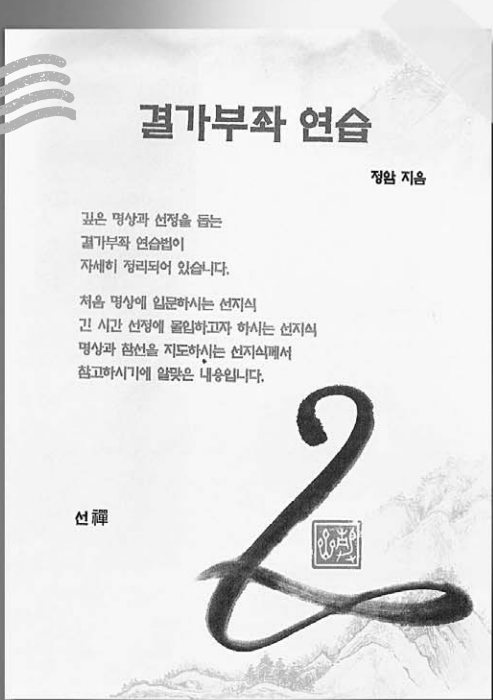 결가부좌 연습
정암 지음
깊은 명상과 선정을 돕는
결가부좌 연습법이
자세히 정리되어 있습니다.
처음 명상에 입문하시는 선지식
긴 시간 선정에 몰입하고자 하시는 선지식
명상과 참선을 지도하시는 선지식께서
참고하시기에 알맞은 내용입니다.
선 禪